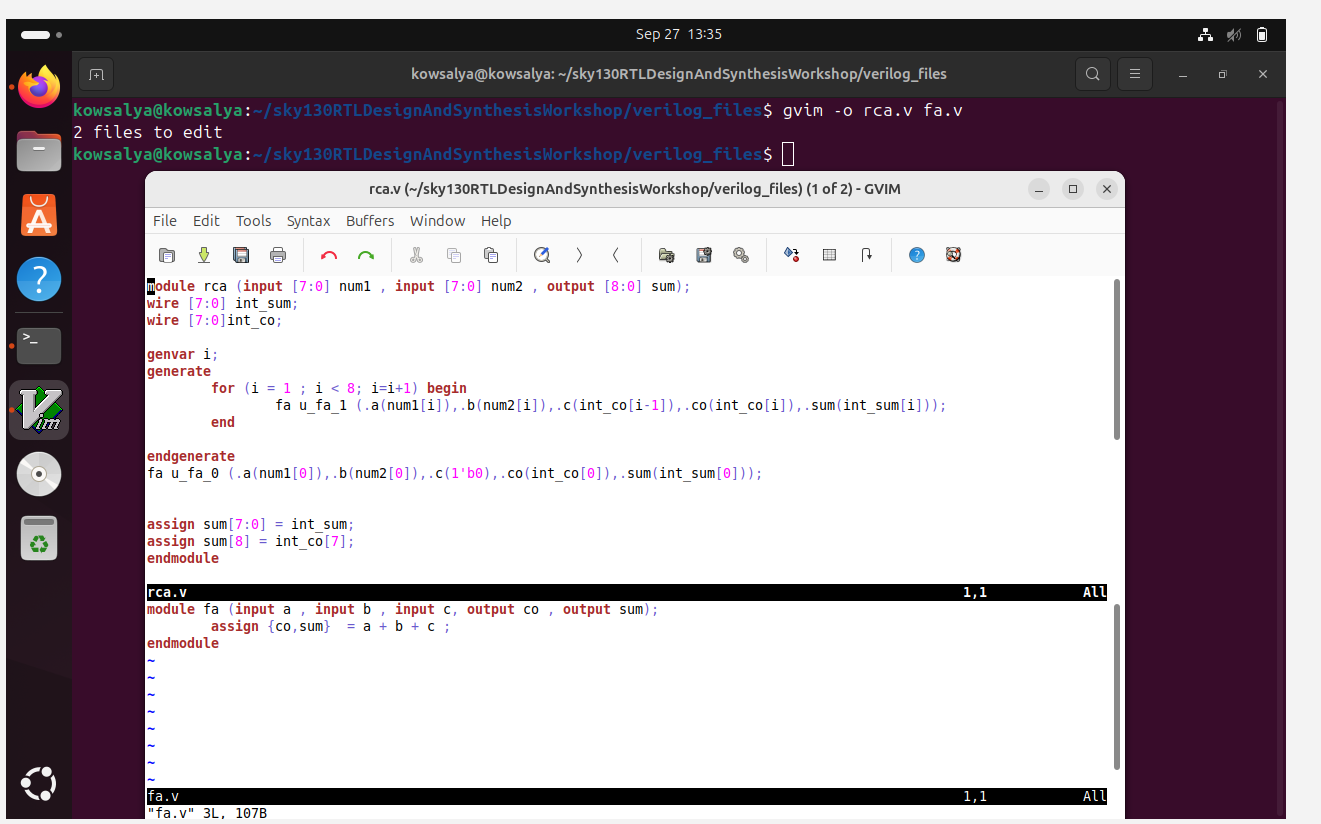 Sep 27 13:35
kowsalya@kowsalya: ~/sky130RTLDesignAndSynthesisWorkshop/verilog_files
kowsalya@kowsalya:~/sky130RTLDesignAndSynthesisWorkshop/verilog_files$ gvim -o rca.v fa.v
2 files to edit
kowsalya@kowsalya:~/sky130RTLDesignAndSynthesisWorkshop/verilog_files$
rca.v (~/sky130RTLDesignAndSynthesisWorkshop/verilog_files) (1 of 2) - GVIM
File Edit Tools Syntax Buffers Window Help
module rca (input [7:0] num1 , input [7:0] num2 , output [8:0] sum);
wire [7:0] int_sum;
wire [7:0]int_co;
genvar i;
generate
for (i = 1 ; i < 8; i=i+1) begin
fa u_fa_1 (.a(num1[i]),.b(num2[i]),.c(int_co[i-1]),.co(int_co[i]),.sum(int_sum[i]));
end
endgenerate
fa u_fa_0 (.a(num1[0]),.b(num2[0]),.c(1'b0),.co(int_co[0]),.sum(int_sum[0]));
assign sum[7:0] = int_sum;
assign sum[8] = int_co[7];
endmodule
rca.v 1,1 All
module fa (input a , input b , input c, output co , output sum);
assign {co,sum}  = a + b + c ;
endmodule
~
~
~
~
~
~
~
~
fa.v 1,1 All
"fa.v" 3L, 107B